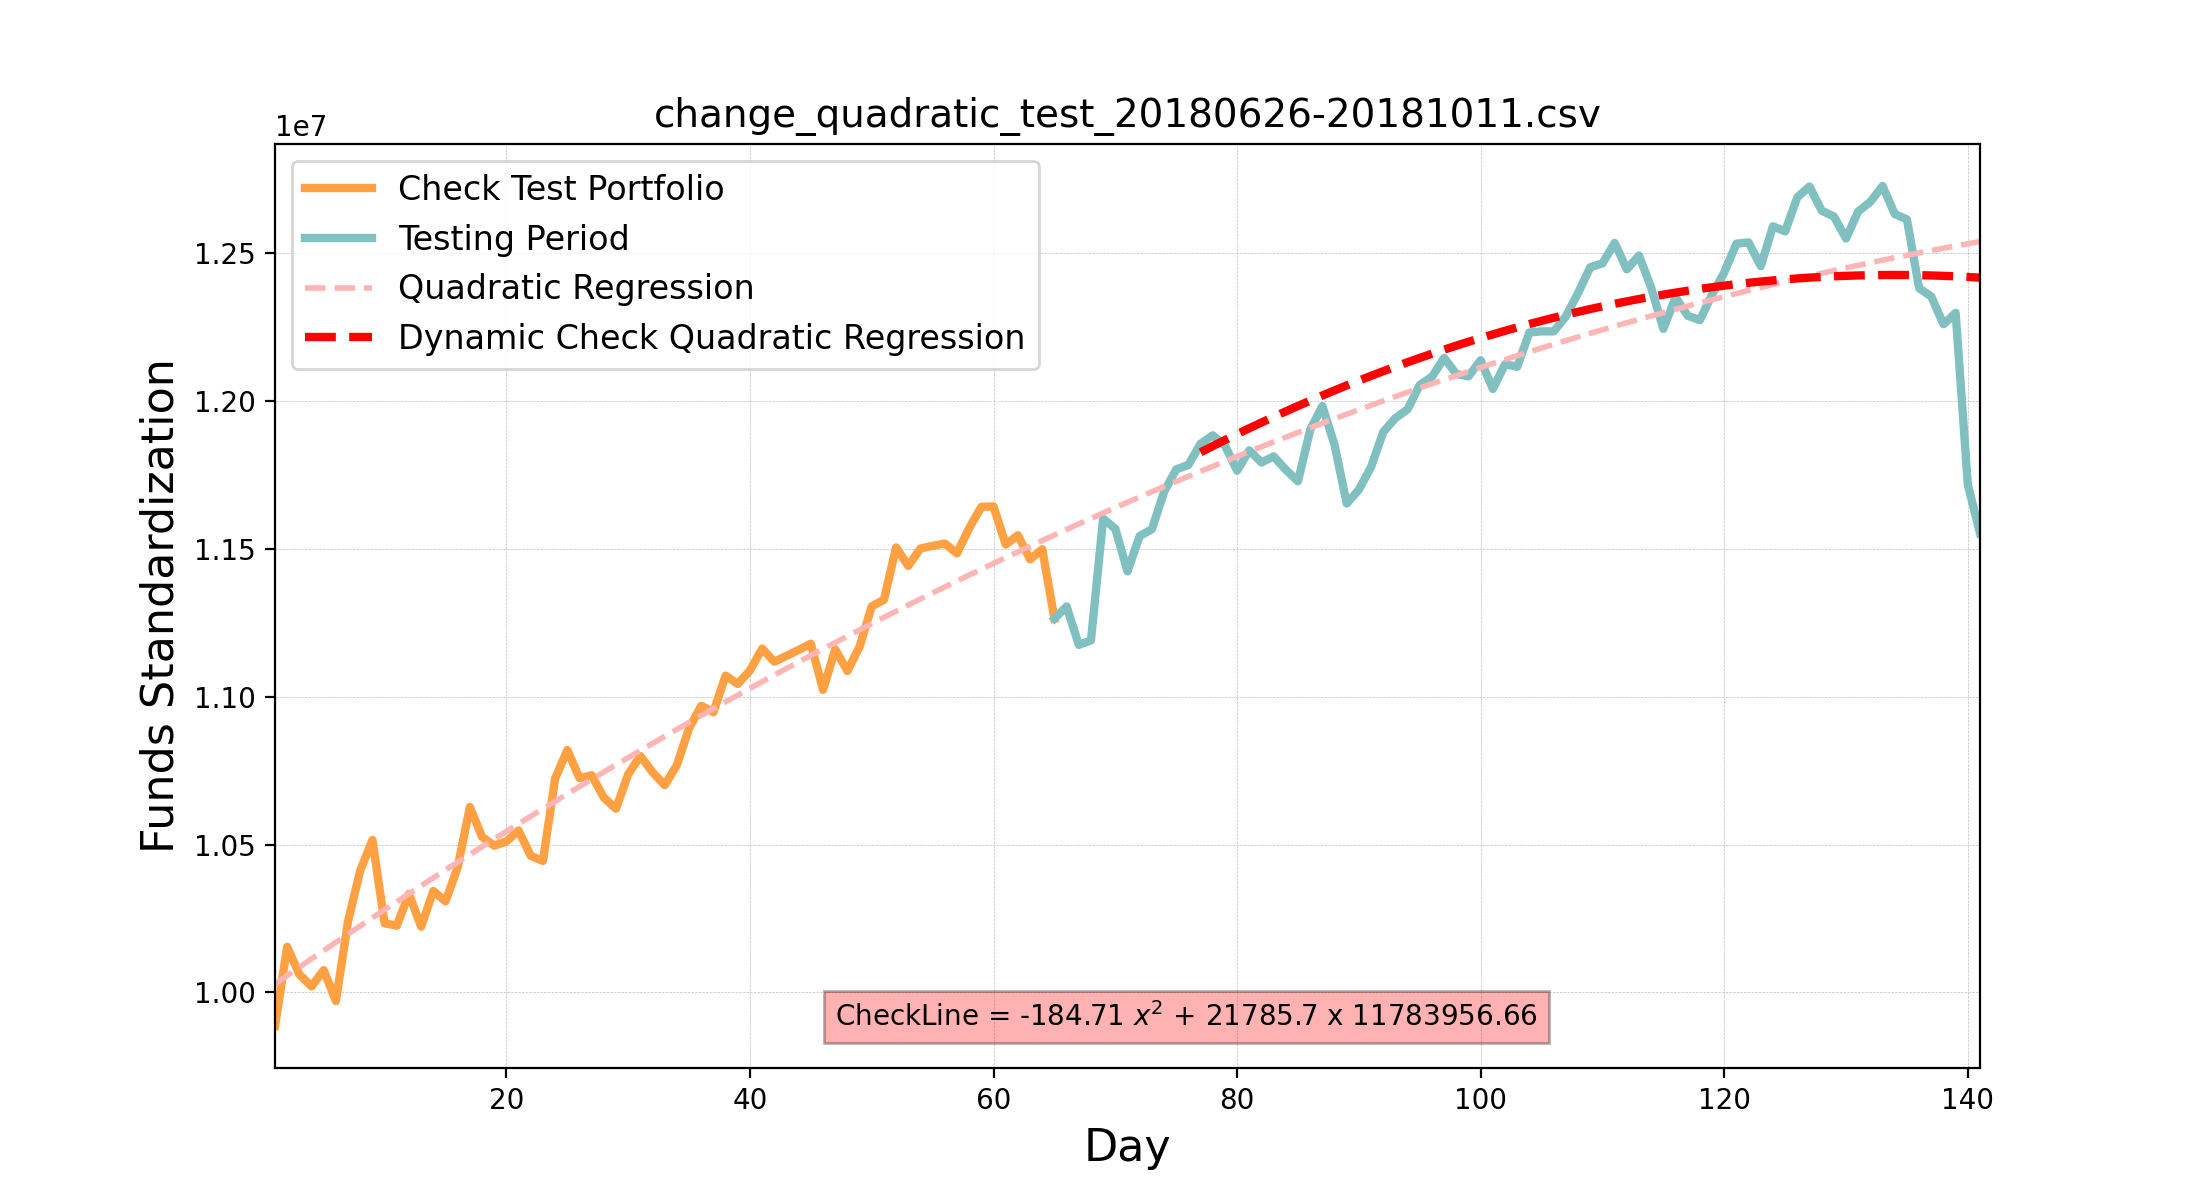 change_quadratic_test_20180626-20181011.csv
1e7
Check Test Portfolio
Testing Period
Quadratic Regression
Dynamic Check Quadratic Regression
Funds Standardization
1.25
1.20
1.15
1.10
1.05
1.00
CheckLine = -184.71 x² + 21785.7 x 11783956.66
20 40 60 80 100 120 140
Day